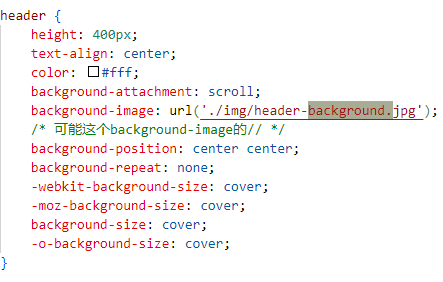 header {
height: 400px;
text-align: center;
color: #fff;
background-attachment: scroll;
background-image: url('./img/header-background.jpg');
/* 可能这个background-image的// */
background-position: center center;
background-repeat: none;
-webkit-background-size: cover;
-moz-background-size: cover;
background-size: cover;
-o-background-size: cover;
}